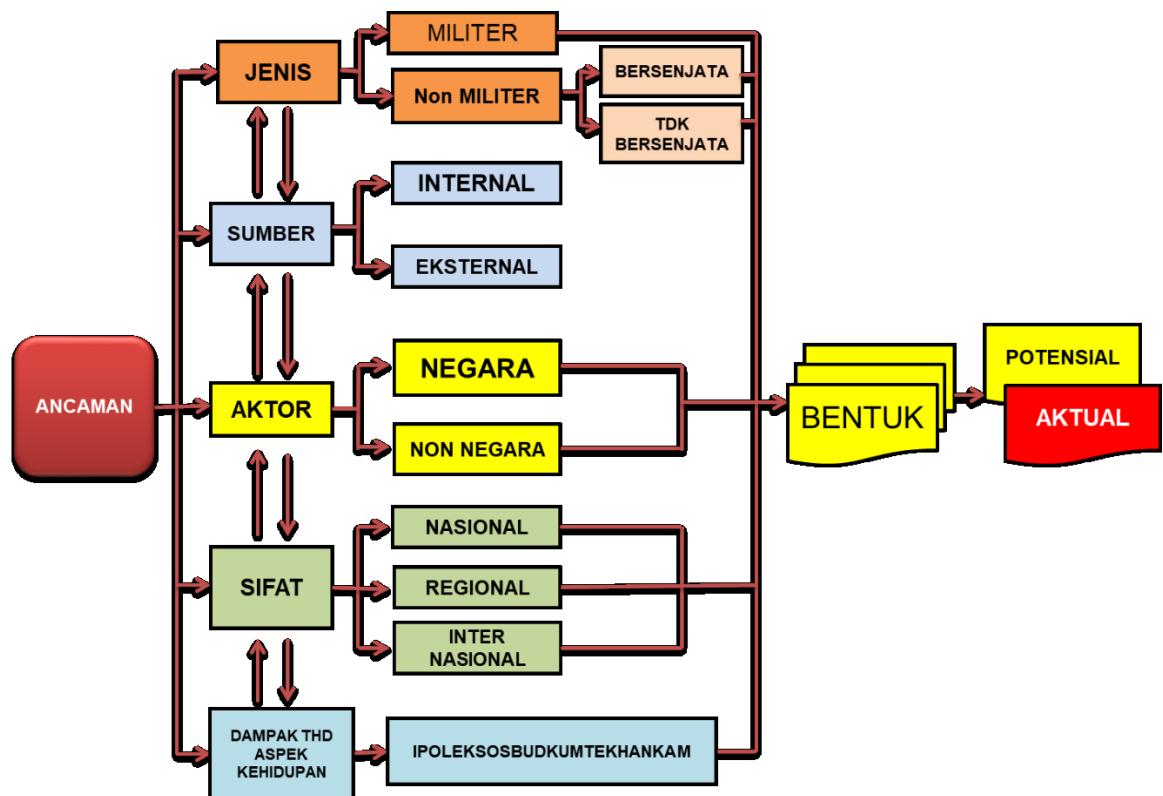 MILITER
JENIS
Non MILITER
BERSENJATA
TDK
BERSENJATA
INTERNAL
SUMBER
EKSTERNAL
ANCAMAN
NEGARA
AKTOR
NON NEGARA
BENTUK
POTENSIAL
AKTUAL
NASIONAL
SIFAT
REGIONAL
INTER
NASIONAL
DAMPAK THD
ASPEK
KEHIDUPAN
IPOLEKSOSBUDKUMTEKHANKAM